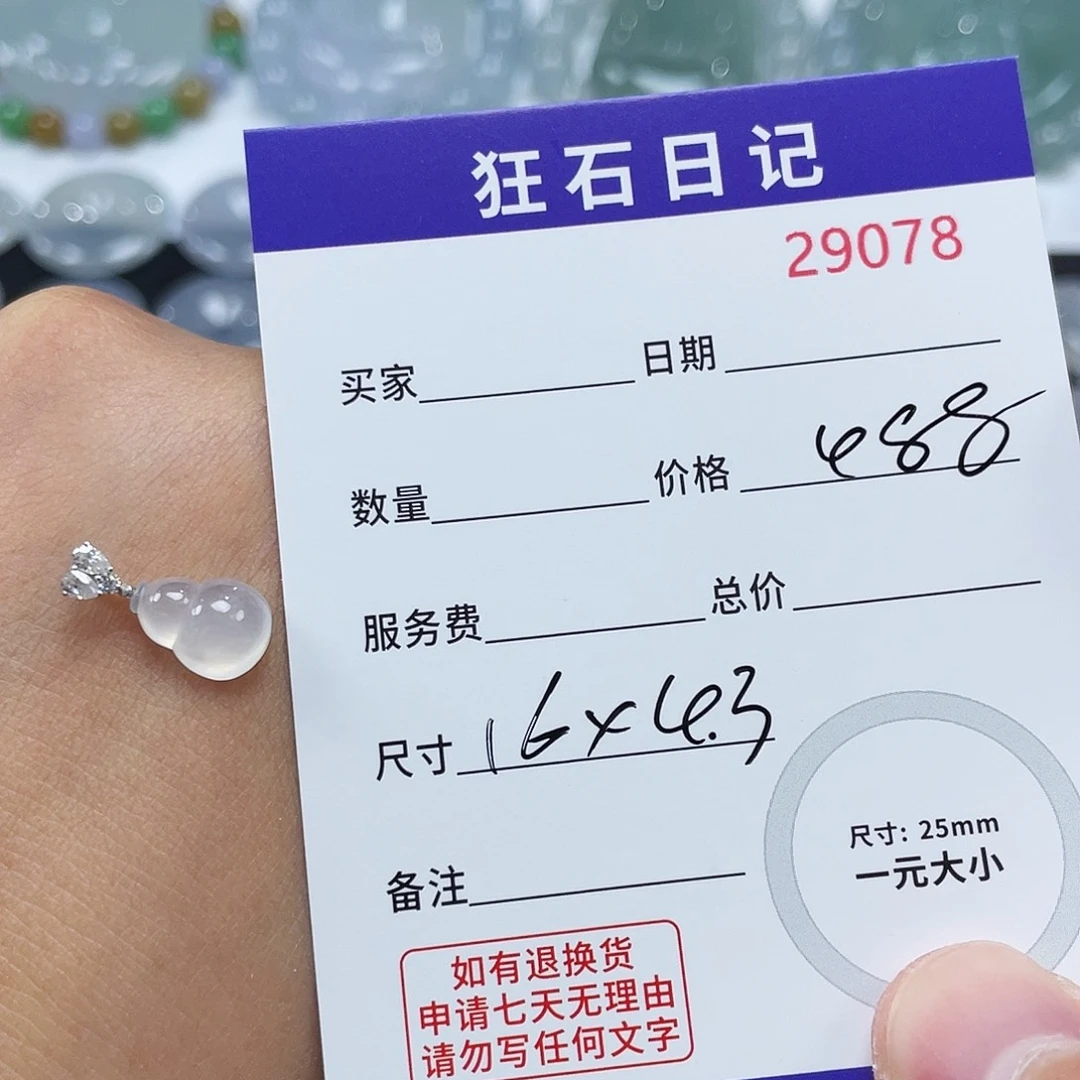 狂石日记
29078
买家 日期
数量 价格 488
服务费 总价
尺寸 16×4.3
尺寸: 25mm
一元大小
备注
如有退换货
申请七天无理由
请勿写任何文字